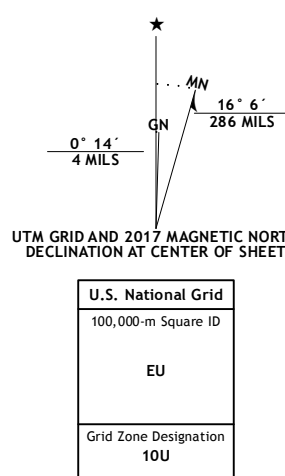 ★
MN
GN
16° 6´
286 MILS
0° 14´
4 MILS
UTM GRID AND 2017 MAGNETIC NORT
DECLINATION AT CENTER OF SHEET
U.S. National Grid
100,000-m Square ID
EU
Grid Zone Designation
10U